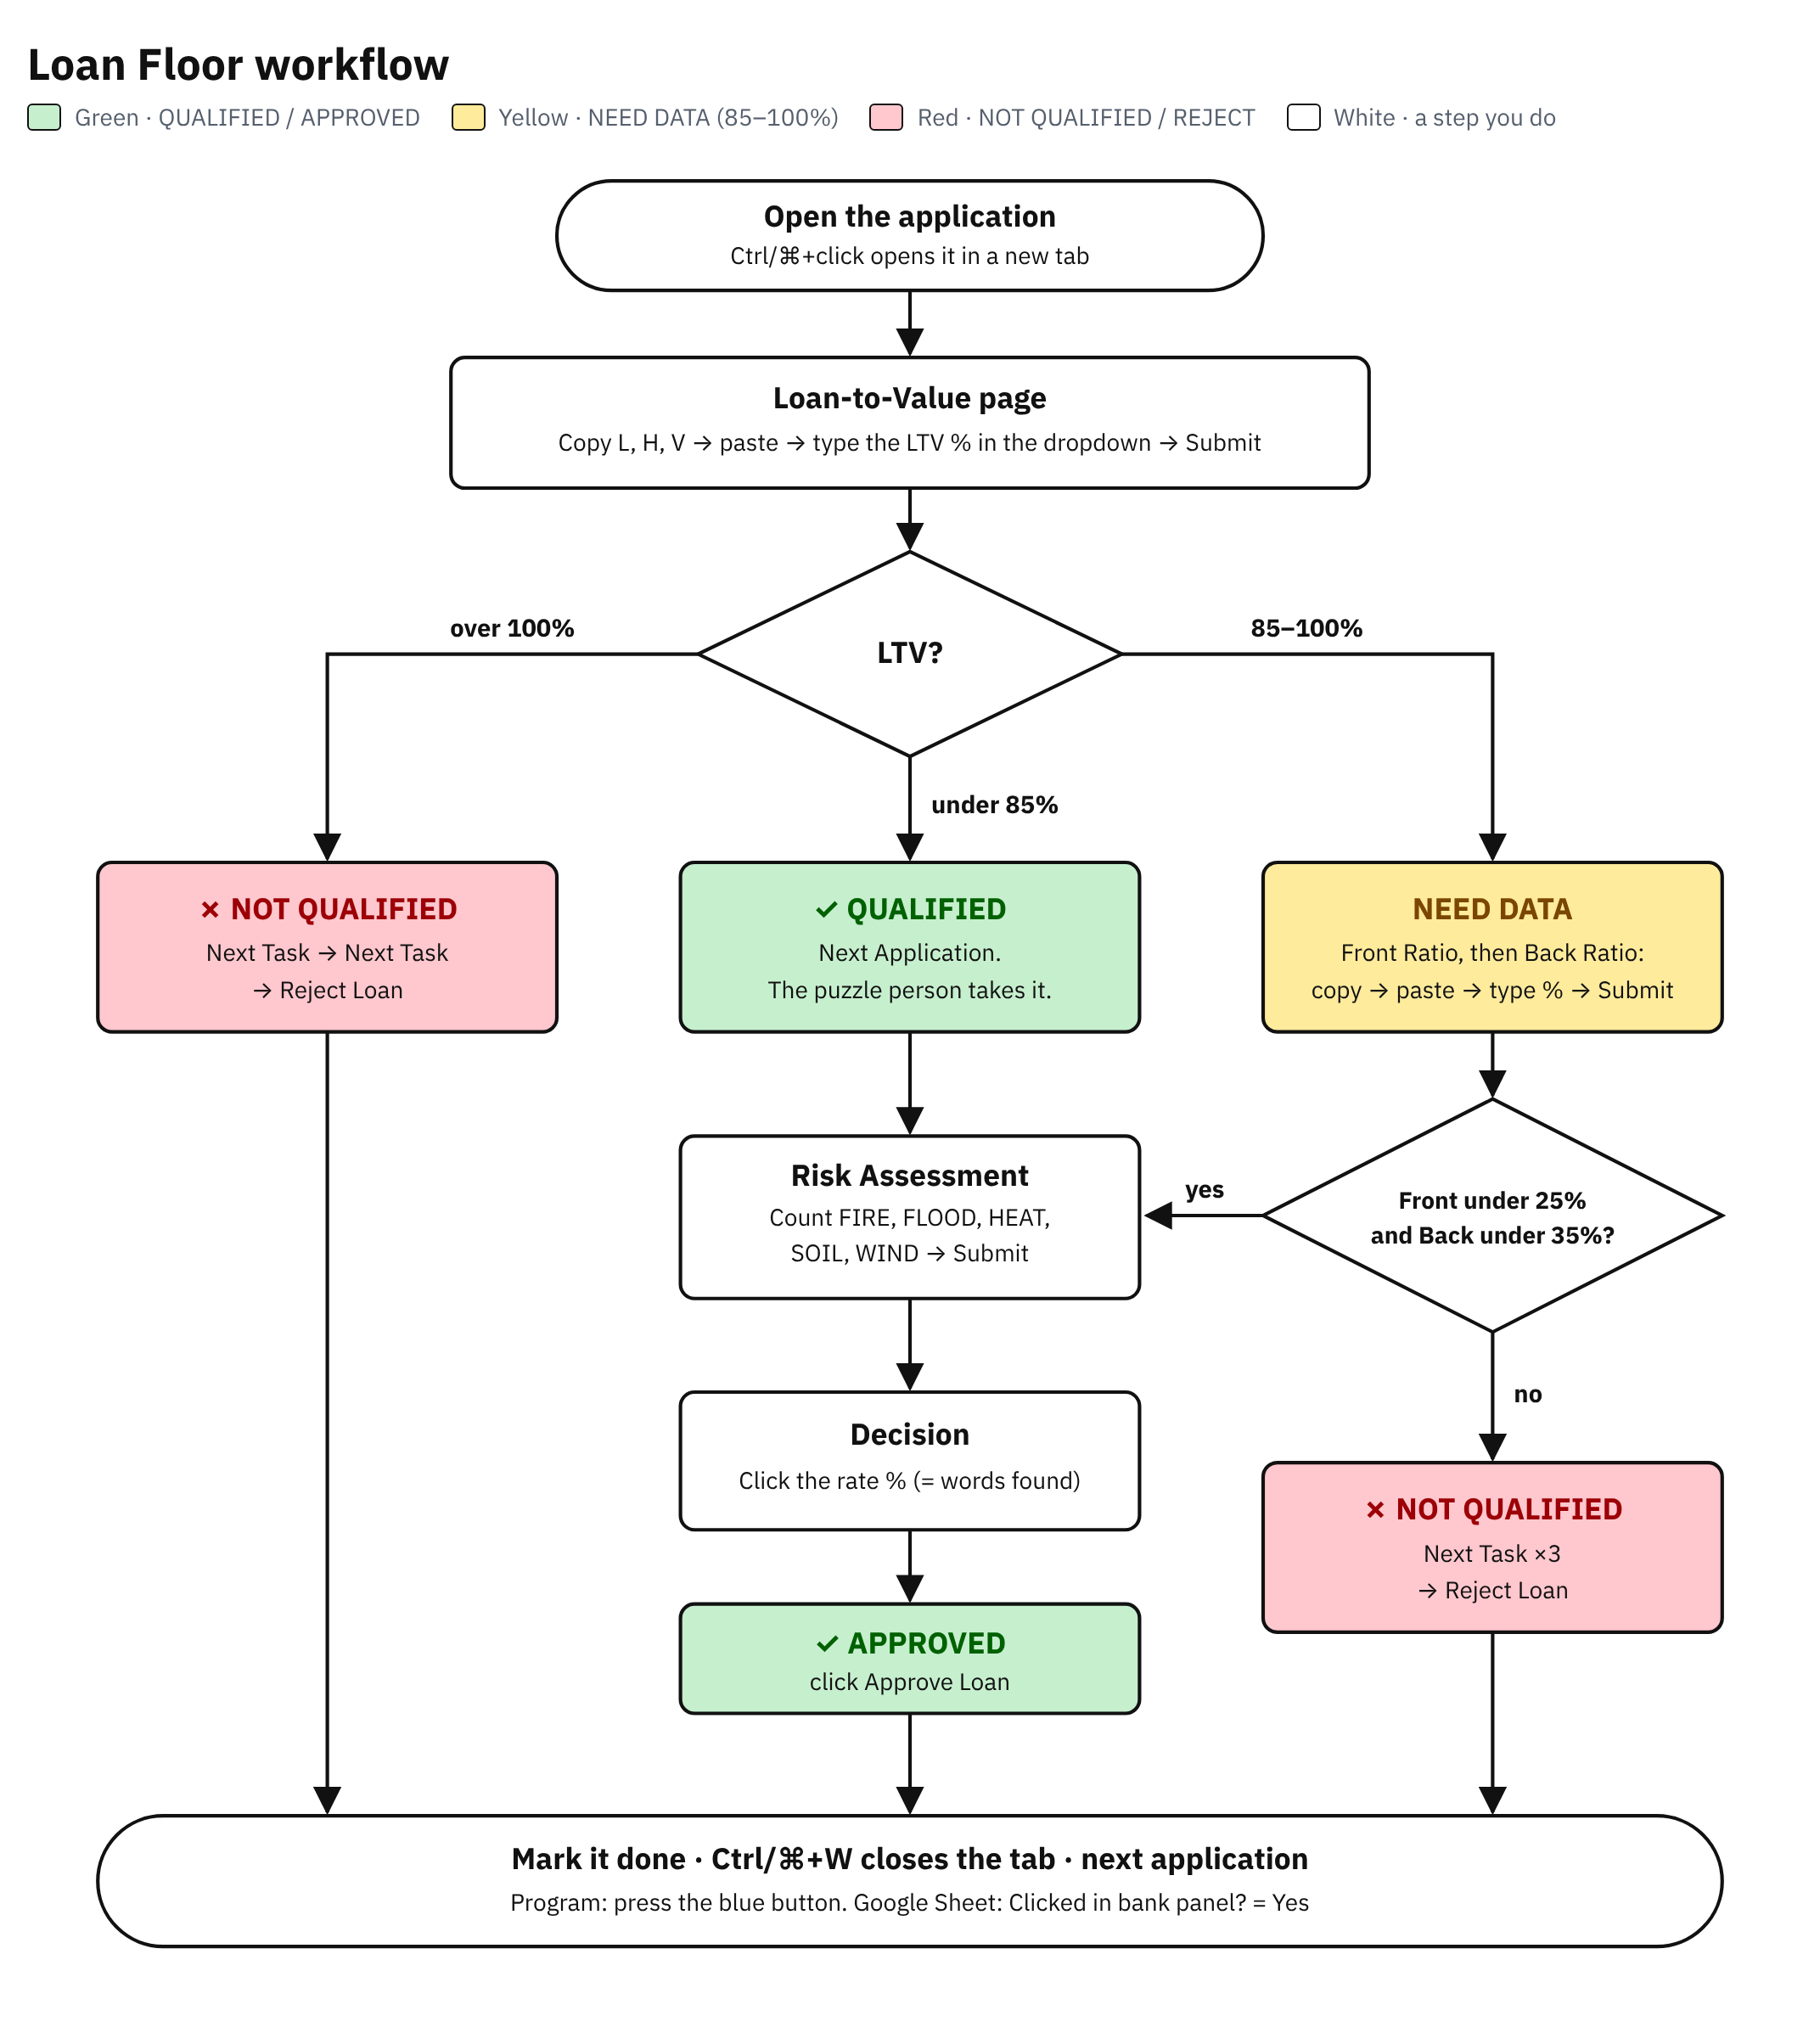 Loan Floor workflow
Green · QUALIFIED / APPROVED
Yellow · NEED DATA (85–100%)
Red · NOT QUALIFIED / REJECT
White · a step you do
Open the application
Ctrl/⌘+click opens it in a new tab
Loan-to-Value page
Copy L, H, V → paste → type the LTV % in the dropdown → Submit
LTV?
over 100%
85–100%
under 85%
✕ NOT QUALIFIED
Next Task → Next Task
→ Reject Loan
✓ QUALIFIED
Next Application.
The puzzle person takes it.
NEED DATA
Front Ratio, then Back Ratio:
copy → paste → type % → Submit
Risk Assessment
Count FIRE, FLOOD, HEAT,
SOIL, WIND → Submit
yes
Front under 25%
and Back under 35%?
no
Decision
Click the rate % (= words found)
✕ NOT QUALIFIED
Next Task ×3
→ Reject Loan
✓ APPROVED
click Approve Loan
Mark it done · Ctrl/⌘+W closes the tab · next application
Program: press the blue button. Google Sheet: Clicked in bank panel? = Yes